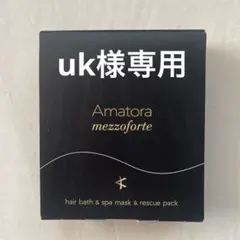 uk様専用
Amatora
mezzoforte
hair bath & spa mask & rescue pack